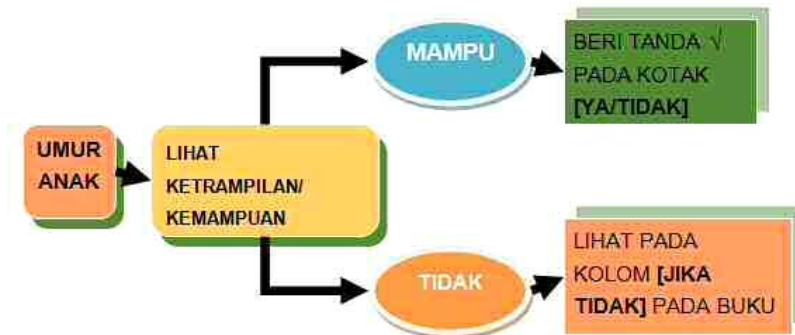 UMUR
ANAK
LIHAT
KETRAMPILAN/
KEMAMPUAN
MAMPU
BERI TANDA √
PADA KOTAK
[YA/TIDAK]
TIDAK
LIHAT PADA
KOLOM [JIKA
TIDAK] PADA BUKU